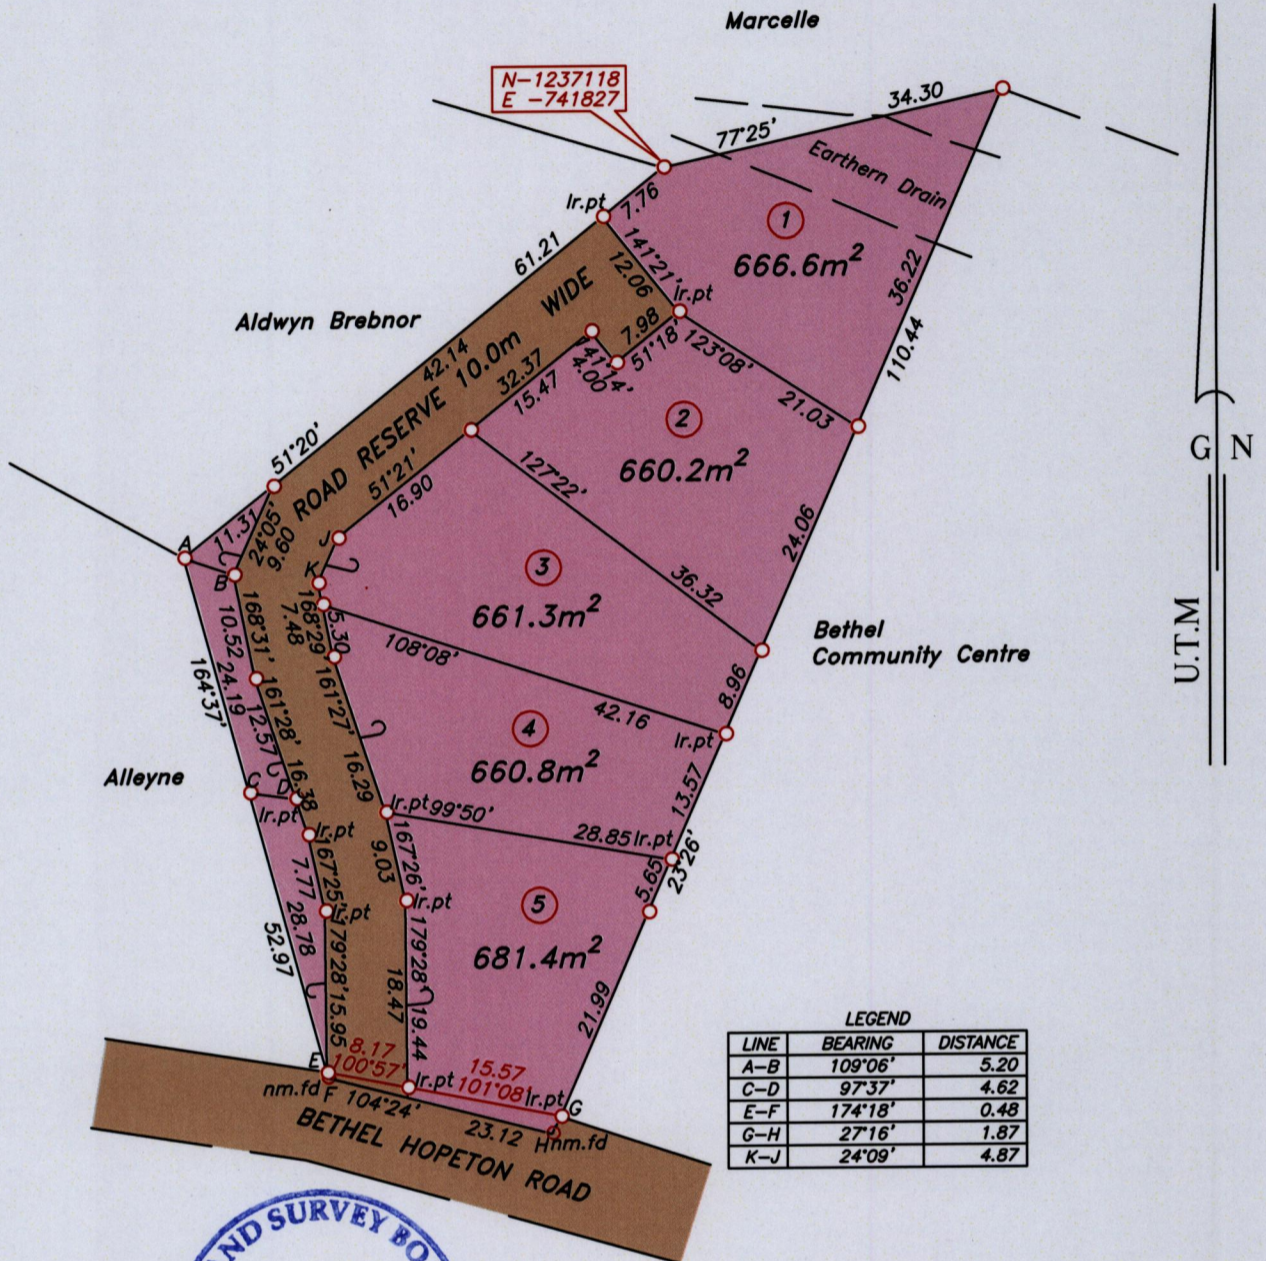 Marcelle
N-1237118
E -741827
34.30
77°25'
Earthern Drain
Ir.pt
7.76
1
666.6m²
141°21'
12.06
61.21
36.22
110.44
Aldwyn Brebnor
42.14
ROAD RESERVE 10.0m WIDE
Ir.pt
7.98
51°18'
123°08'
21.03
32.37
15.47
141°14'
4.00
2
660.2m²
G N
U.T.M
51°20'
51°21'
16.90
127°22'
36.32
24.06
11.31
24°05'
9.60
A
B
J
K
3
661.3m²
Bethel
Community Centre
168°31'
10.52
168°29'
7.48
5.30
108°08'
42.16
8.96
164°37'
24.19
161°28'
12.57
16.38
161°27'
16.29
4
660.8m²
Ir.pt
13.57
Alleyne
C
D
Ir.pt
Ir.pt
Ir.pt
99°50'
28.85
Ir.pt
23°26'
5.65
167°25'
7.77
28.78
52.97
167°26'
9.03
Ir.pt
Ir.pt
5
681.4m²
179°28'
15.95
179°28'
18.47
19.44
21.99
E
8.17
100°57'
15.57
101°08'
nm.fd
F
Ir.pt
Ir.pt
G
104°24'
23.12
H
nm.fd
BETHEL HOPETON ROAD
LEGEND
LINE BEARING DISTANCE
A-B 109°06' 5.20
C-D 97°37' 4.62
E-F 174°18' 0.48
G-H 27°16' 1.87
K-J 24°09' 4.87
AND SURVEY BO